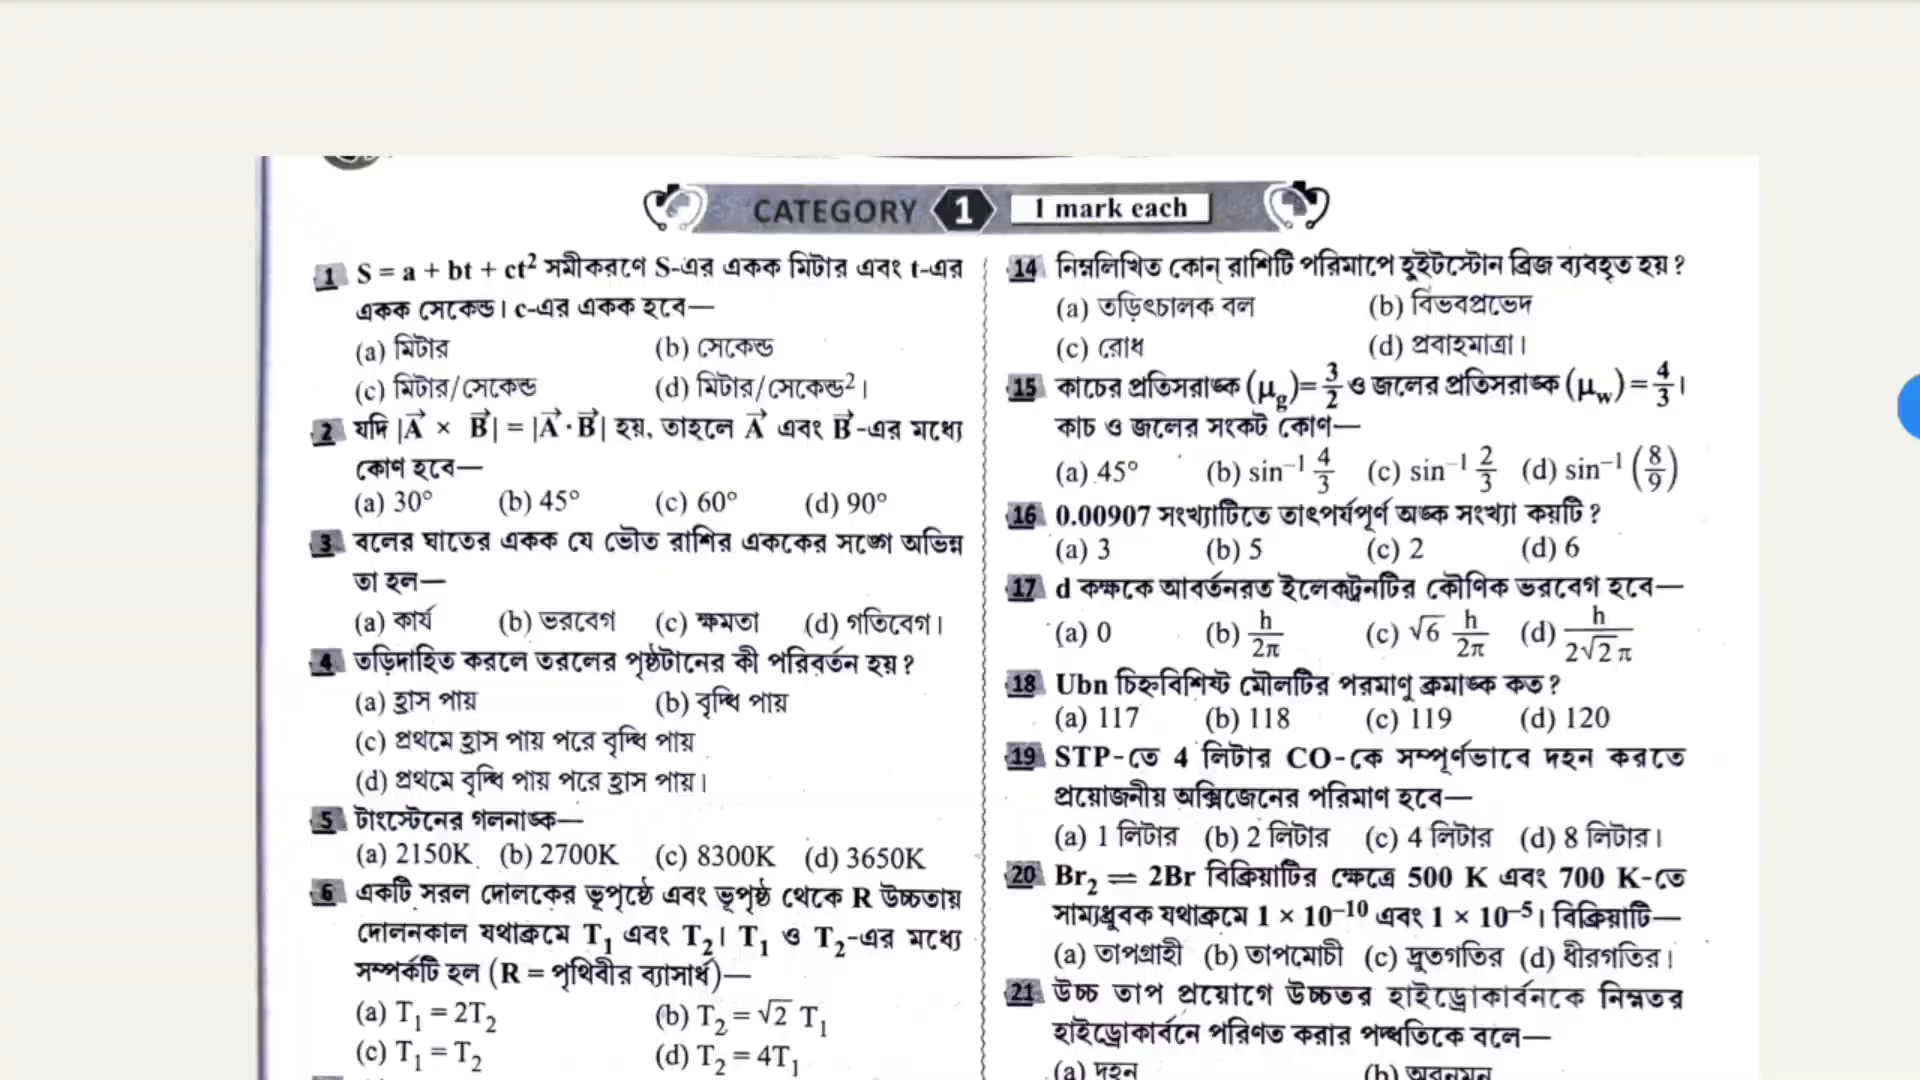 CATEGORY 1 1 mark each
1 S = a + bt + ct² সমীকরণে S-এর একক মিটার এবং t-এর
একক সেকেন্ড। c-এর একক হবে—
(a) মিটার (b) সেকেন্ড
(c) মিটার/সেকেন্ড (d) মিটার/সেকেন্ড²।
2 যদি |A⃗ × B⃗| = |A⃗ · B⃗| হয়, তাহলে A⃗ এবং B⃗-এর মধ্যে
কোণ হবে—
(a) 30° (b) 45° (c) 60° (d) 90°
3 বলের ঘাতের একক যে ভৌত রাশির এককের সঙ্গে অভিন্ন
তা হল—
(a) কার্য (b) ভরবেগ (c) ক্ষমতা (d) গতিবেগ।
4 তড়িদাহিত করলে তরলের পৃষ্ঠটানের কী পরিবর্তন হয়?
(a) হ্রাস পায় (b) বৃদ্ধি পায়
(c) প্রথমে হ্রাস পায় পরে বৃদ্ধি পায়
(d) প্রথমে বৃদ্ধি পায় পরে হ্রাস পায়।
5 টাংস্টেনের গলনাঙ্ক—
(a) 2150K (b) 2700K (c) 8300K (d) 3650K
6 একটি সরল দোলকের ভূপৃষ্ঠে এবং ভূপৃষ্ঠ থেকে R উচ্চতায়
দোলনকাল যথাক্রমে T₁ এবং T₂। T₁ ও T₂-এর মধ্যে
সম্পর্কটি হল (R = পৃথিবীর ব্যাসার্ধ)—
(a) T₁ = 2T₂ (b) T₂ = √2 T₁
(c) T₁ = T₂ (d) T₂ = 4T₁
14 নিম্নলিখিত কোন্ রাশিটি পরিমাপে হুইটস্টোন ব্রিজ ব্যবহৃত হয়?
(a) তড়িৎচালক বল (b) বিভবপ্রভেদ
(c) রোধ (d) প্রবাহমাত্রা।
15 কাচের প্রতিসরাঙ্ক (μg)= 3/2 ও জলের প্রতিসরাঙ্ক (μw) = 4/3।
কাচ ও জলের সংকট কোণ—
(a) 45° (b) sin⁻¹ 4/3 (c) sin⁻¹ 2/3 (d) sin⁻¹ (8/9)
16 0.00907 সংখ্যাটিতে তাৎপর্যপূর্ণ অঙ্ক সংখ্যা কয়টি?
(a) 3 (b) 5 (c) 2 (d) 6
17 d কক্ষকে আবর্তনরত ইলেকট্রনটির কৌণিক ভরবেগ হবে—
(a) 0 (b) h/2π (c) √6 h/2π (d) h/2√2π
18 Ubn চিহ্নবিশিষ্ট মৌলটির পরমাণু ক্রমাঙ্ক কত?
(a) 117 (b) 118 (c) 119 (d) 120
19 STP-তে 4 লিটার CO-কে সম্পূর্ণভাবে দহন করতে
প্রয়োজনীয় অক্সিজেনের পরিমাণ হবে—
(a) 1 লিটার (b) 2 লিটার (c) 4 লিটার (d) 8 লিটার।
20 Br₂ ⇌ 2Br বিক্রিয়াটির ক্ষেত্রে 500 K এবং 700 K-তে
সাম্যধ্রুবক যথাক্রমে 1 × 10⁻¹⁰ এবং 1 × 10⁻⁵। বিক্রিয়াটি—
(a) তাপগ্রাহী (b) তাপমোচী (c) দ্রুতগতির (d) ধীরগতির।
21 উচ্চ তাপ প্রয়োগে উচ্চতর হাইড্রোকার্বনকে নিম্নতর
হাইড্রোকার্বনে পরিণত করার পদ্ধতিকে বলে—
(a) দহন (b) অবনমন